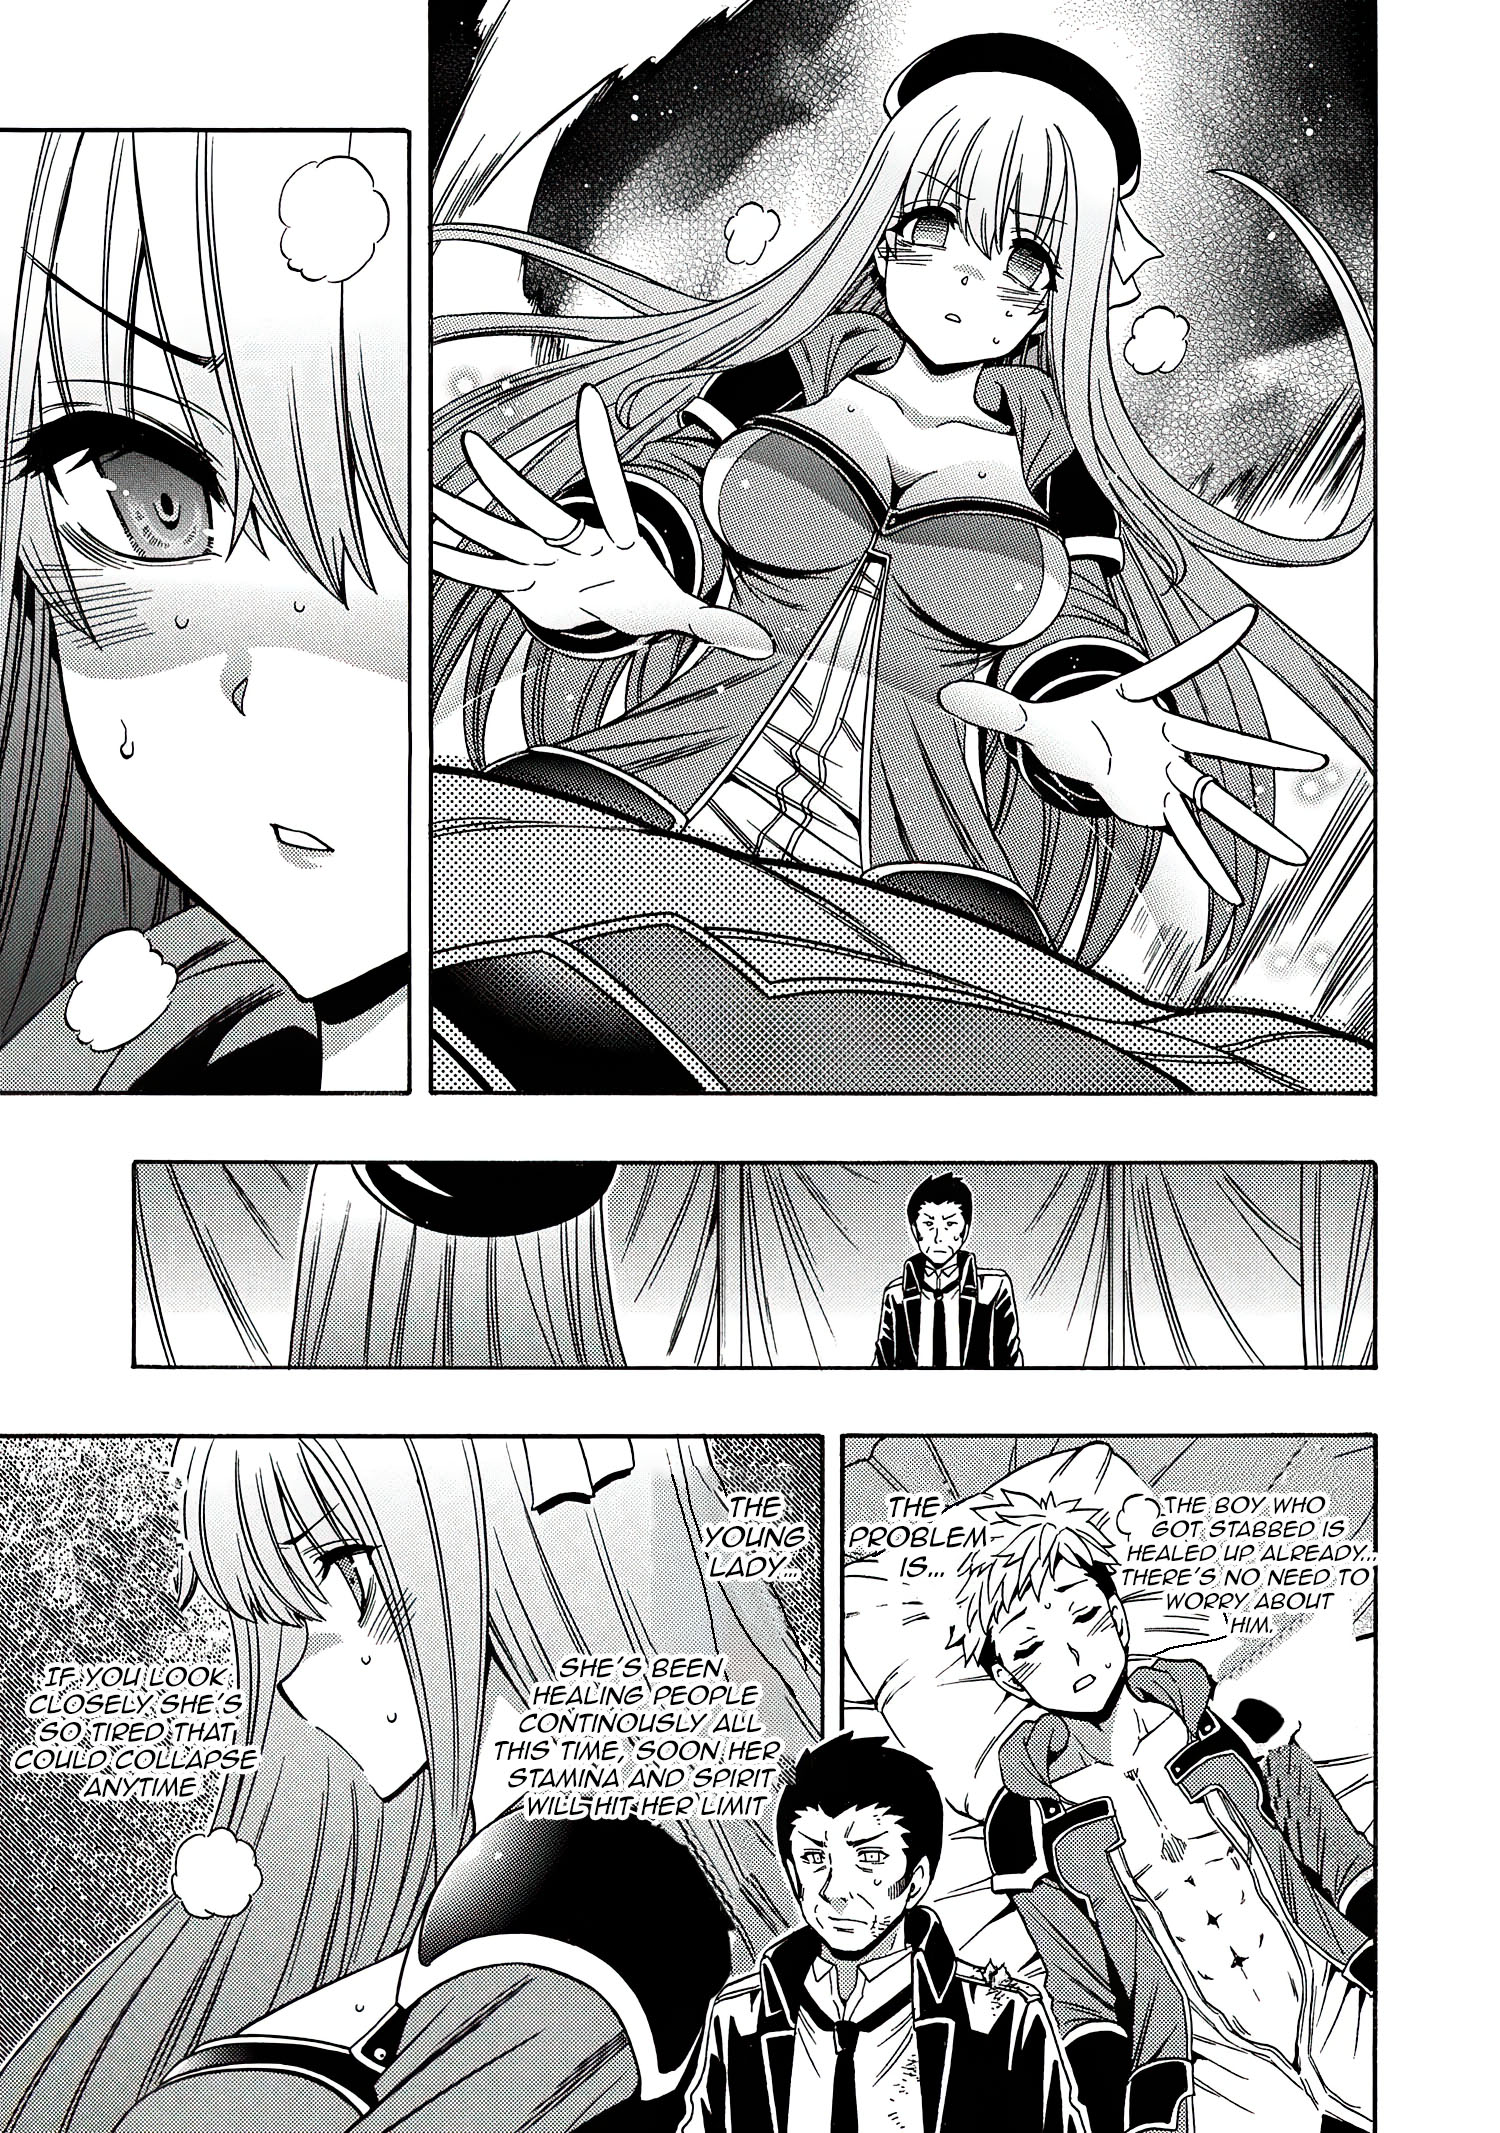 THE BOY WHO
GOT STABBED IS
HEALED UP ALREADY...
THERE'S NO NEED TO
WORRY ABOUT
HIM.
THE
PROBLEM
IS...
THE
YOUNG
LADY...
SHE'S BEEN
HEALING PEOPLE
CONTINOUSLY ALL
THIS TIME, SOON HER
STAMINA AND SPIRIT
WILL HIT HER LIMIT
IF YOU LOOK
CLOSELY SHE'S
SO TIRED THAT
COULD COLLAPSE
ANYTIME